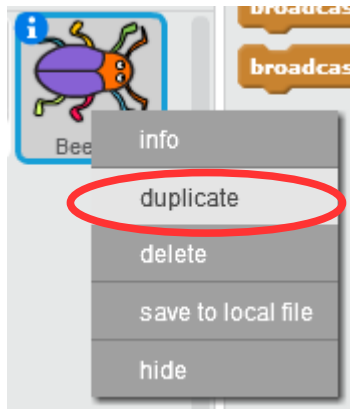 broadcas
broadcas
i
Bee
info
duplicate
delete
save to local file
hide